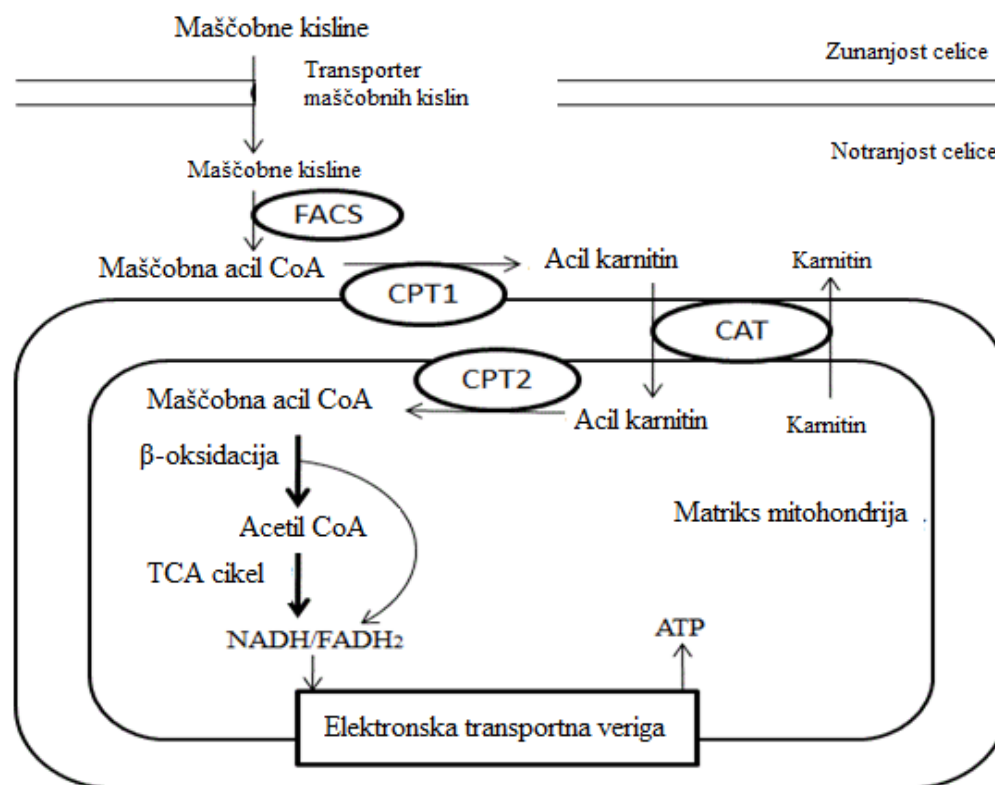 Maščobne kisline
Zunanjost celice
Transporter
maščobnih kislin
Notranjost celice
Maščobne kisline
FACS
Maščobna acil CoA
Acil karnitin
Karnitin
CPT1
CAT
CPT2
Maščobna acil CoA
Acil karnitin
Karnitin
β-oksidacija
Matriks mitohondrija
Acetil CoA
TCA cikel
NADH/FADH₂
ATP
Elektronska transportna veriga